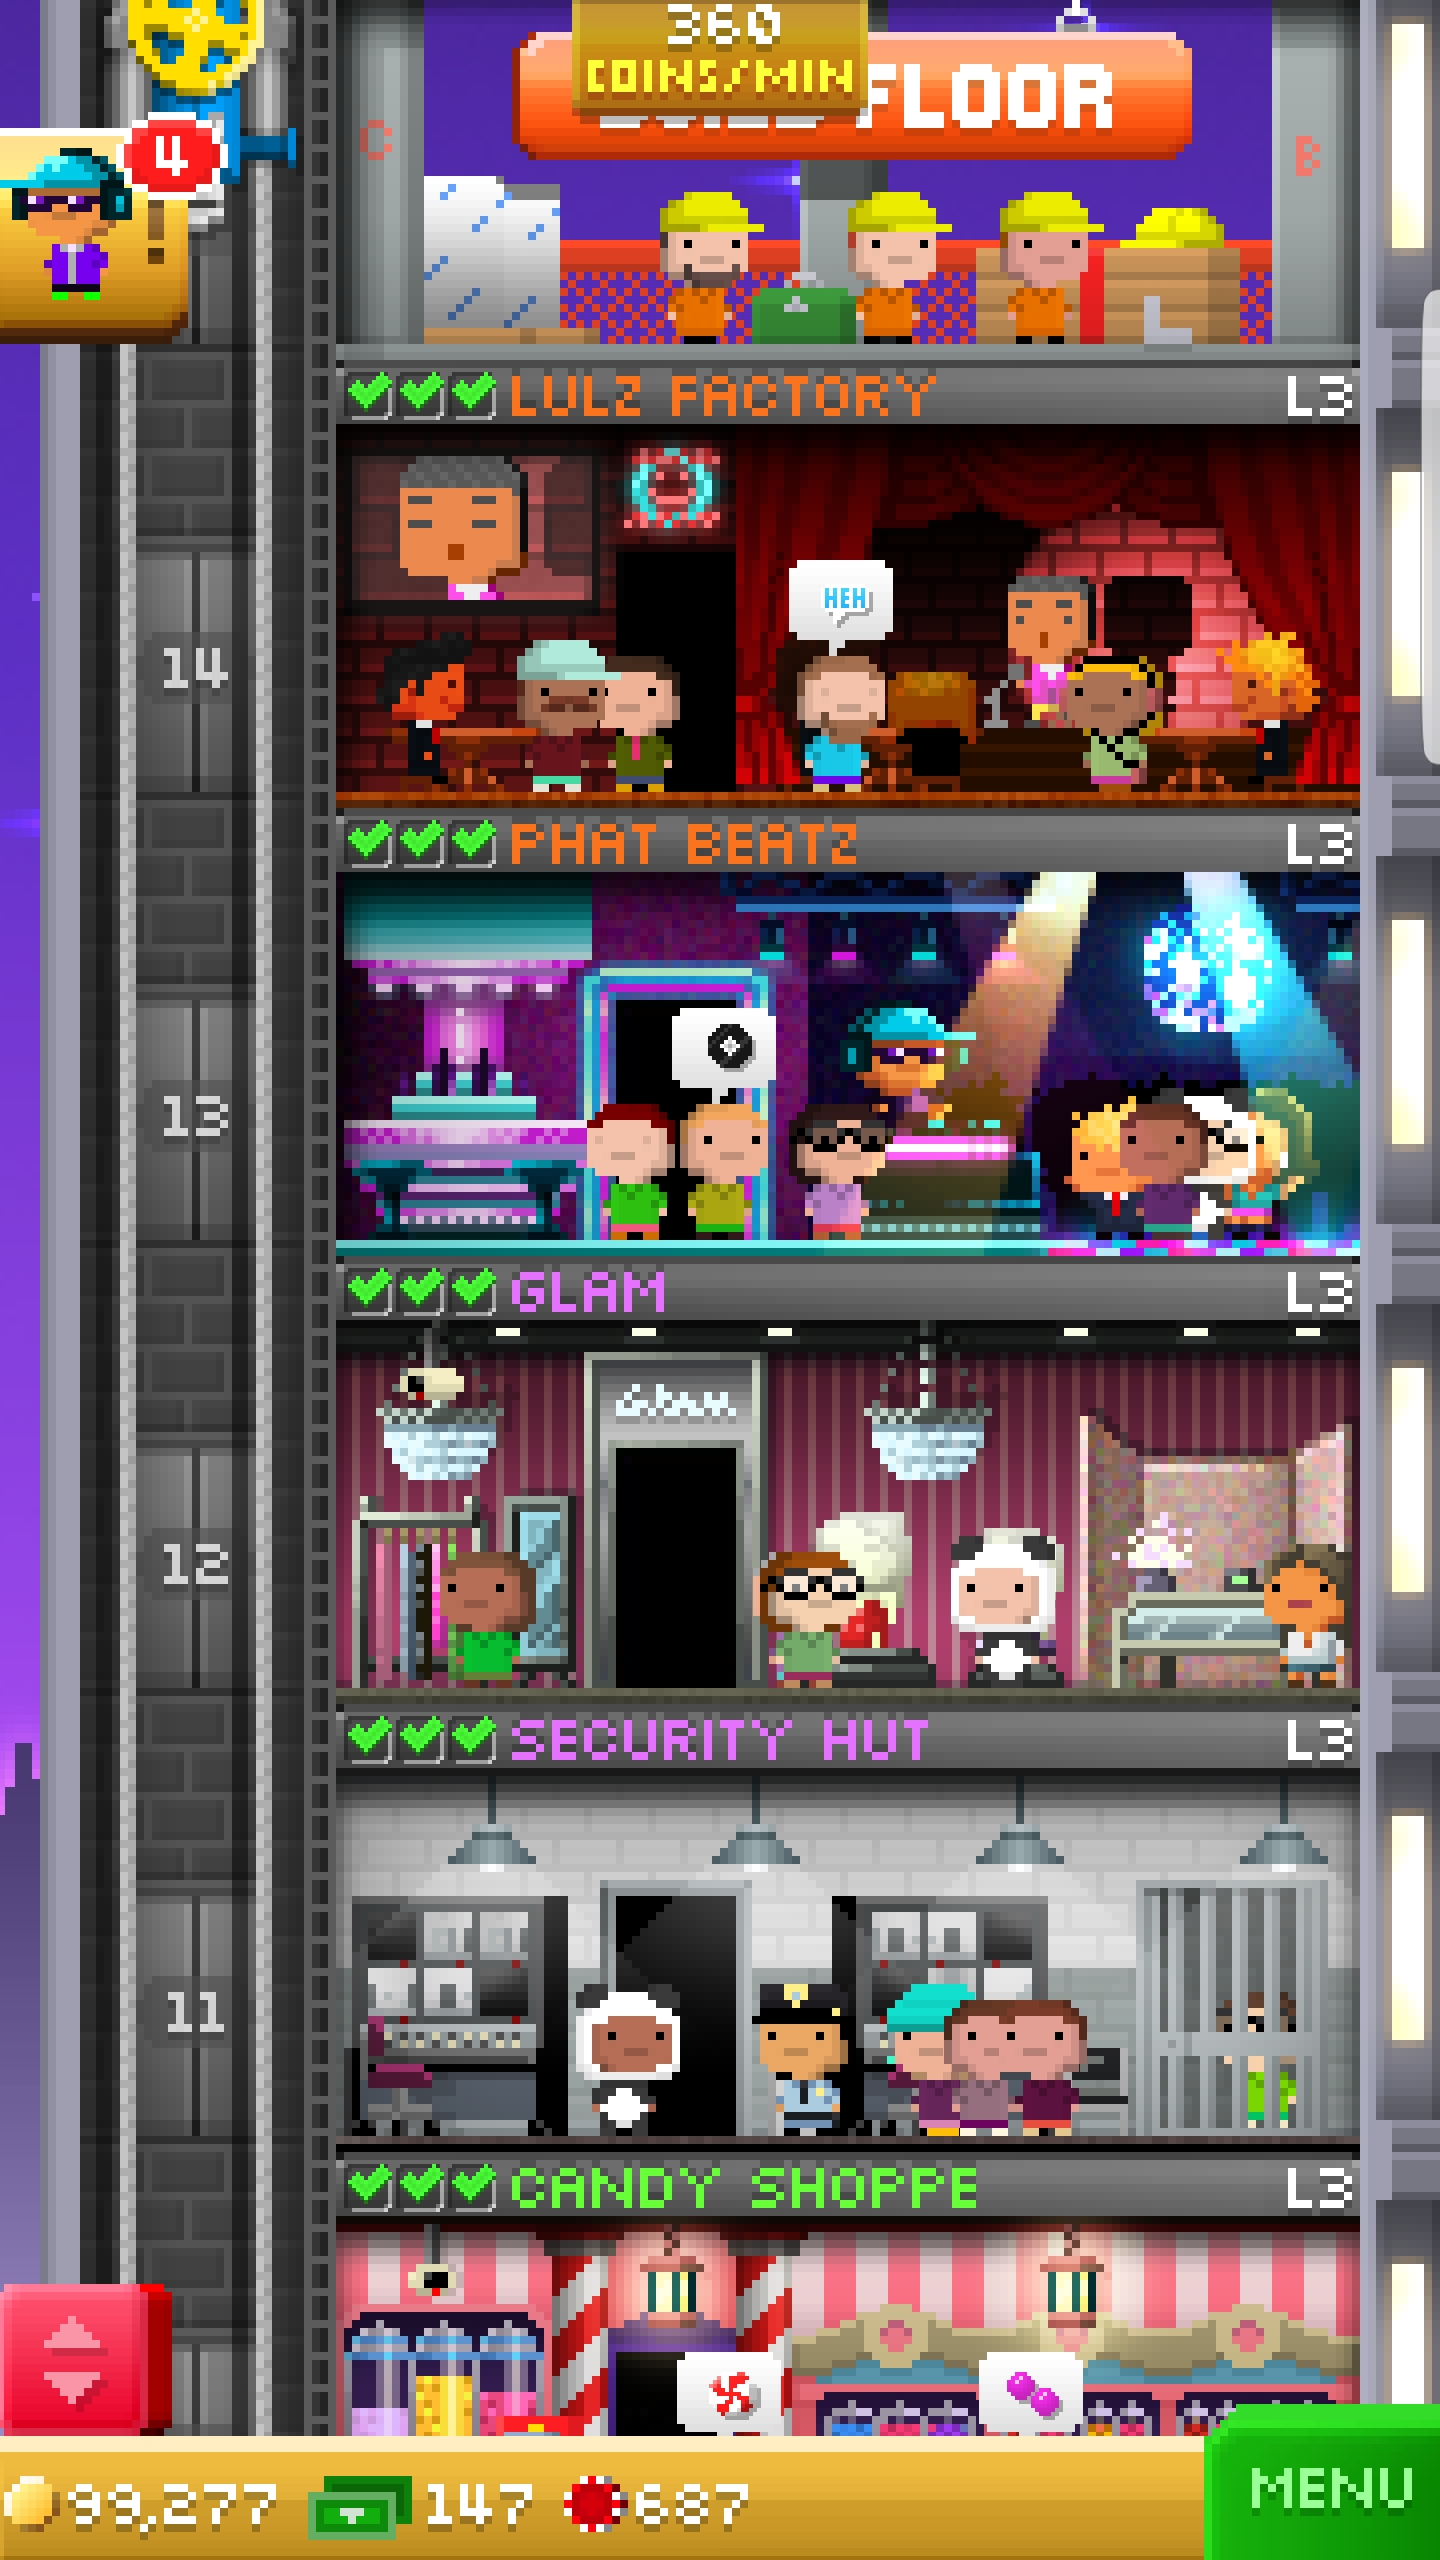 360
COINS/MIN
FLOOR
C
B
4
LULZ FACTORY L3
HEH
14
PHAT BEATZ L3
13
GLAM L3
Glam
12
SECURITY HUT L3
11
CANDY SHOPPE L3
99,277 147 687
MENU